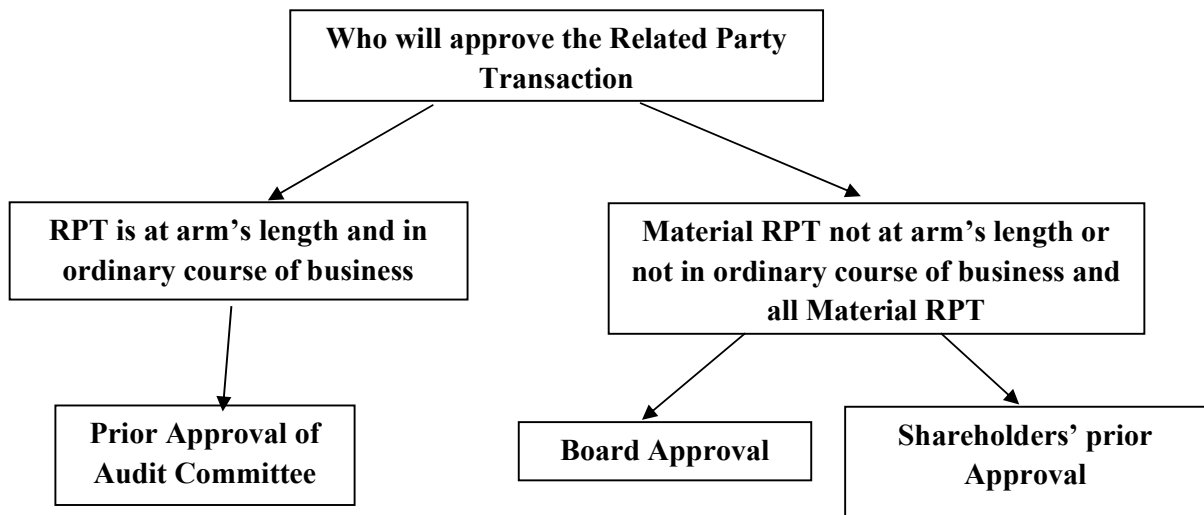 Who will approve the Related Party
Transaction
RPT is at arm’s length and in
ordinary course of business
Material RPT not at arm’s length or
not in ordinary course of business and
all Material RPT
Prior Approval of
Audit Committee
Board Approval
Shareholders’ prior
Approval